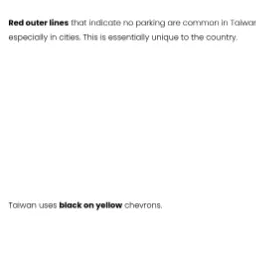 Red outer lines that indicate no parking are common in Taiwan
especially in cities. This is essentially unique to the country.
Taiwan uses black on yellow chevrons.